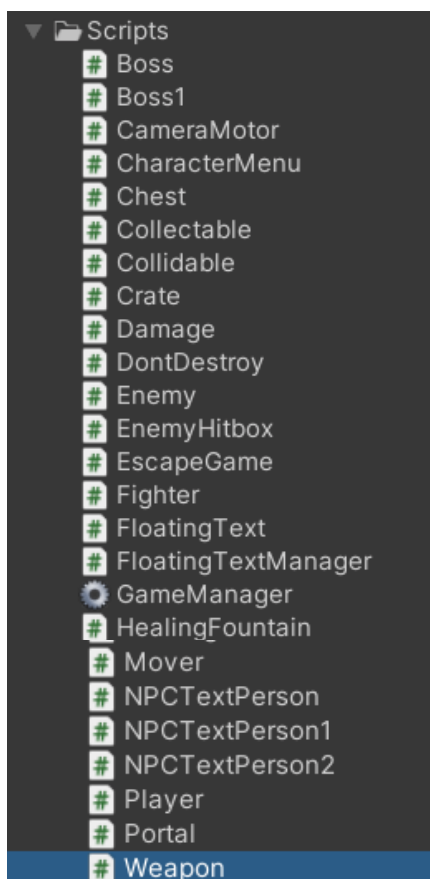 Scripts
Boss
Boss1
CameraMotor
CharacterMenu
Chest
Collectable
Collidable
Crate
Damage
DontDestroy
Enemy
EnemyHitbox
EscapeGame
Fighter
FloatingText
FloatingTextManager
GameManager
HealingFountain
Mover
NPCTextPerson
NPCTextPerson1
NPCTextPerson2
Player
Portal
Weapon